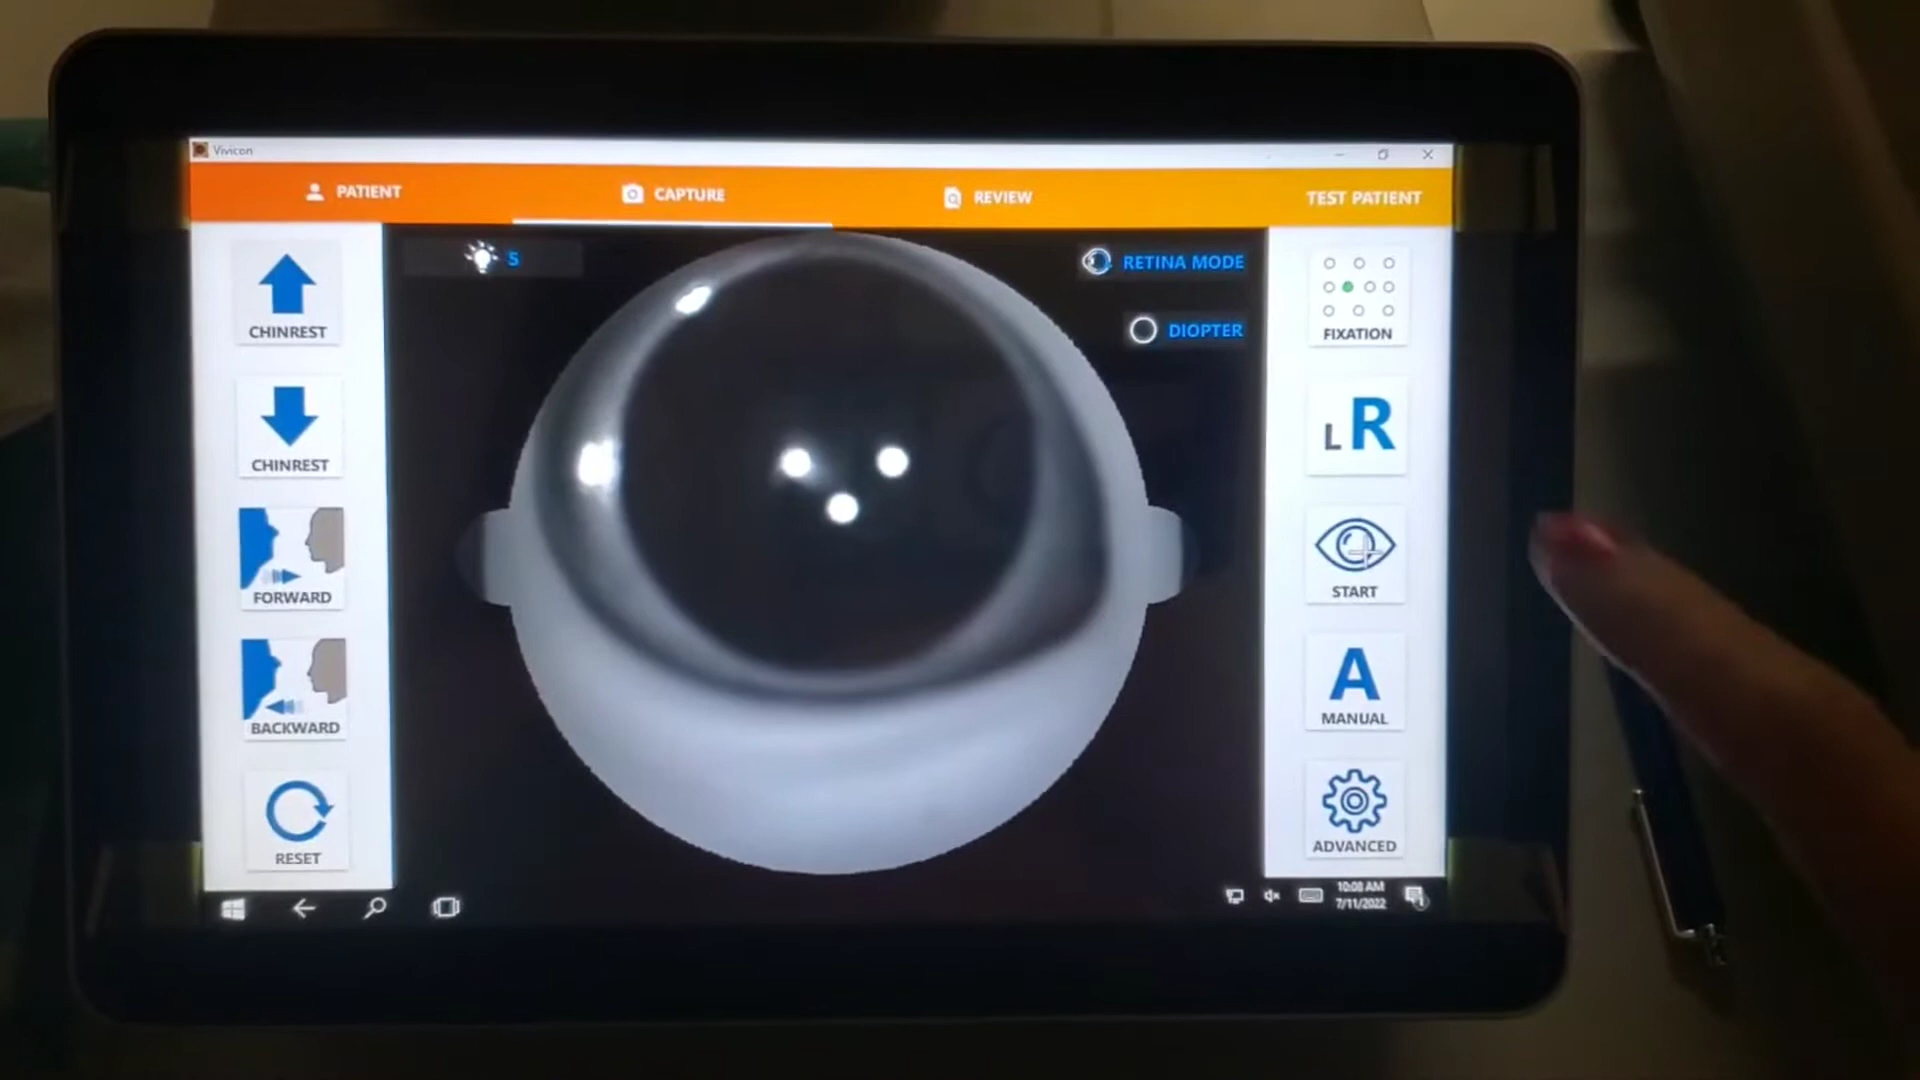 Vivicon
PATIENT
CAPTURE
REVIEW
TEST PATIENT
CHINREST
CHINREST
FORWARD
BACKWARD
RESET
5
RETINA MODE
DIOPTER
FIXATION
L R
START
A
MANUAL
ADVANCED
10:08 AM
7/11/2022
1